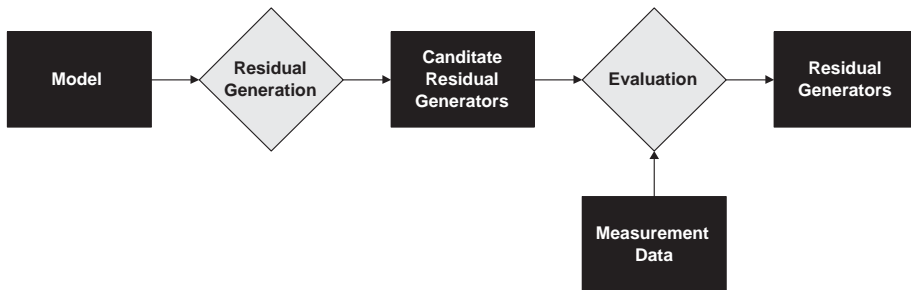 Model
Residual
Generation
Canditate
Residual
Generators
Evaluation
Residual
Generators
Measurement
Data